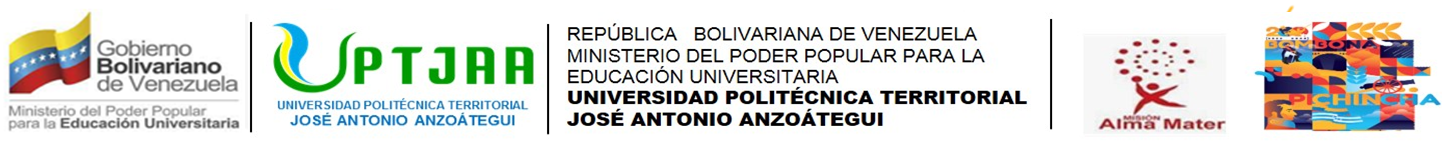 Gobierno
Bolivariano
de Venezuela
Ministerio del Poder Popular
para la Educación Universitaria
UPTJAA
UNIVERSIDAD POLITÉCNICA TERRITORIAL
JOSÉ ANTONIO ANZOÁTEGUI
REPÚBLICA BOLIVARIANA DE VENEZUELA
MINISTERIO DEL PODER POPULAR PARA LA
EDUCACIÓN UNIVERSITARIA
UNIVERSIDAD POLITÉCNICA TERRITORIAL
JOSÉ ANTONIO ANZOÁTEGUI
MISIÓN
Alma Mater
BOMBONÁ
PICHINCHA